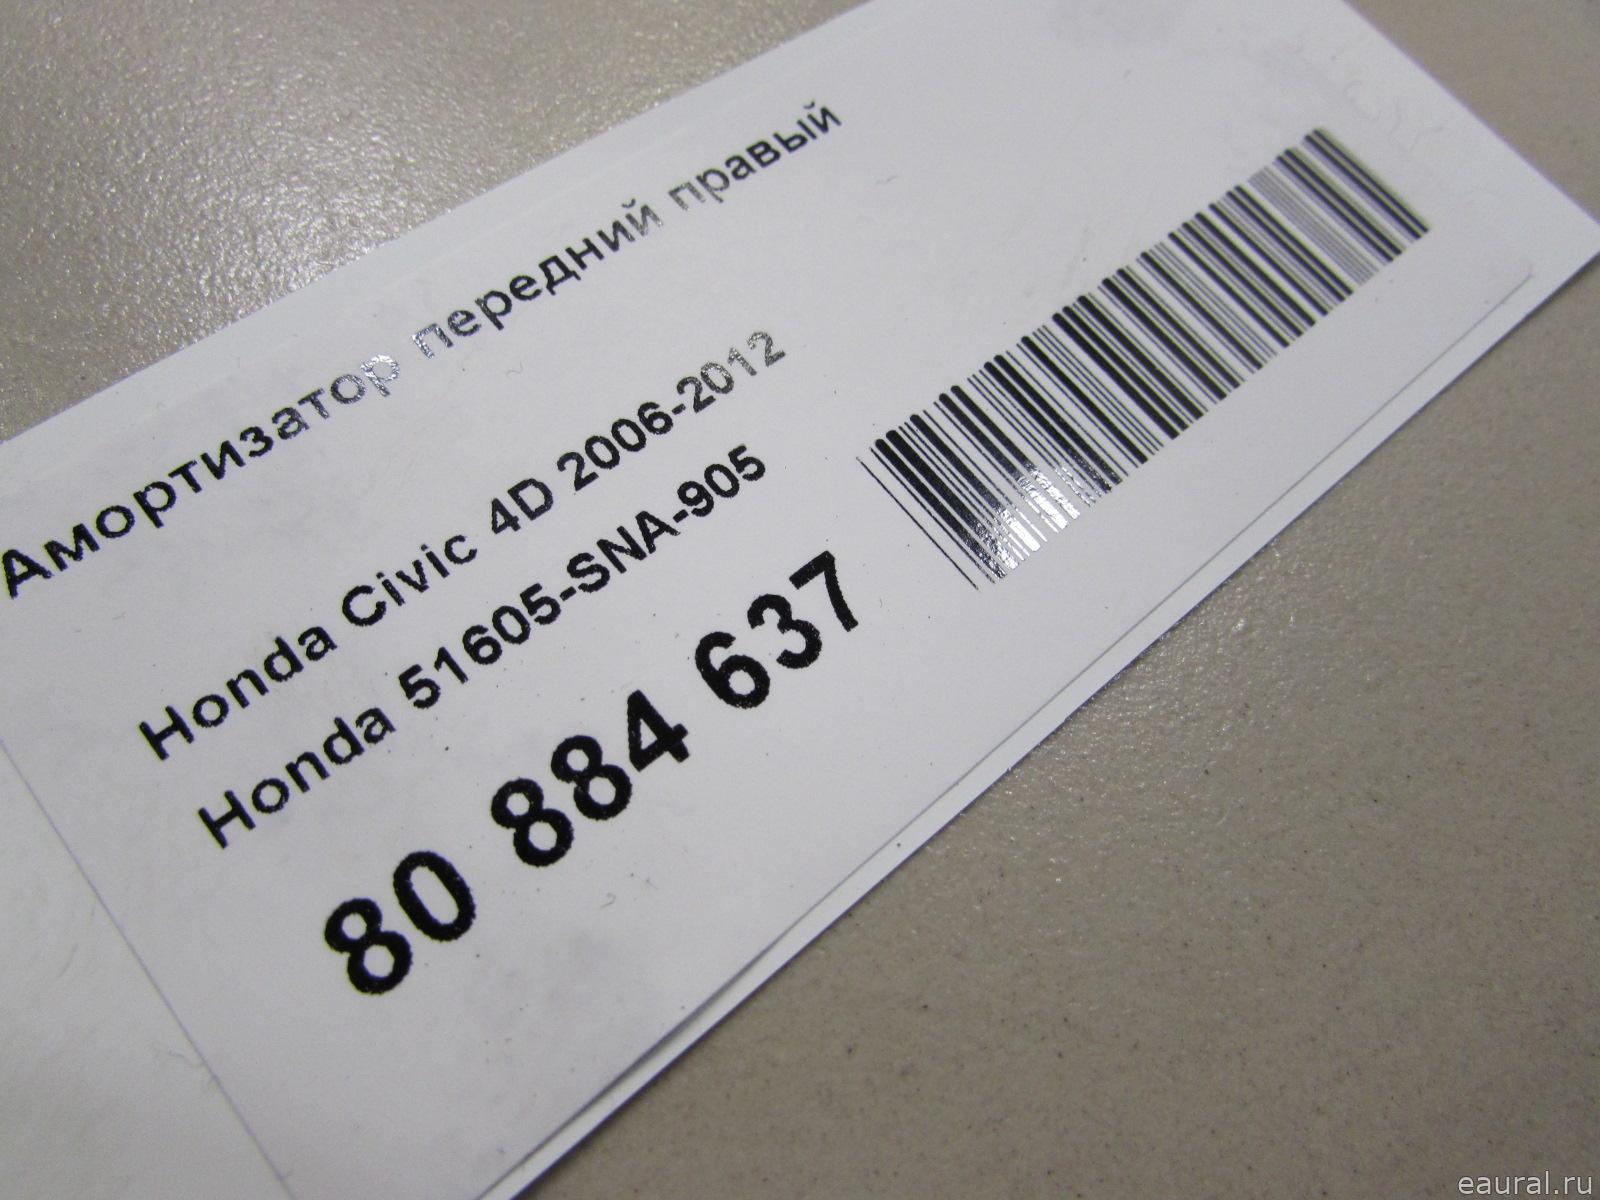 Амортизатор передний правый
Honda Civic 4D 2006-2012
Honda 51605-SNA-905
80 884 637
eaural.ru